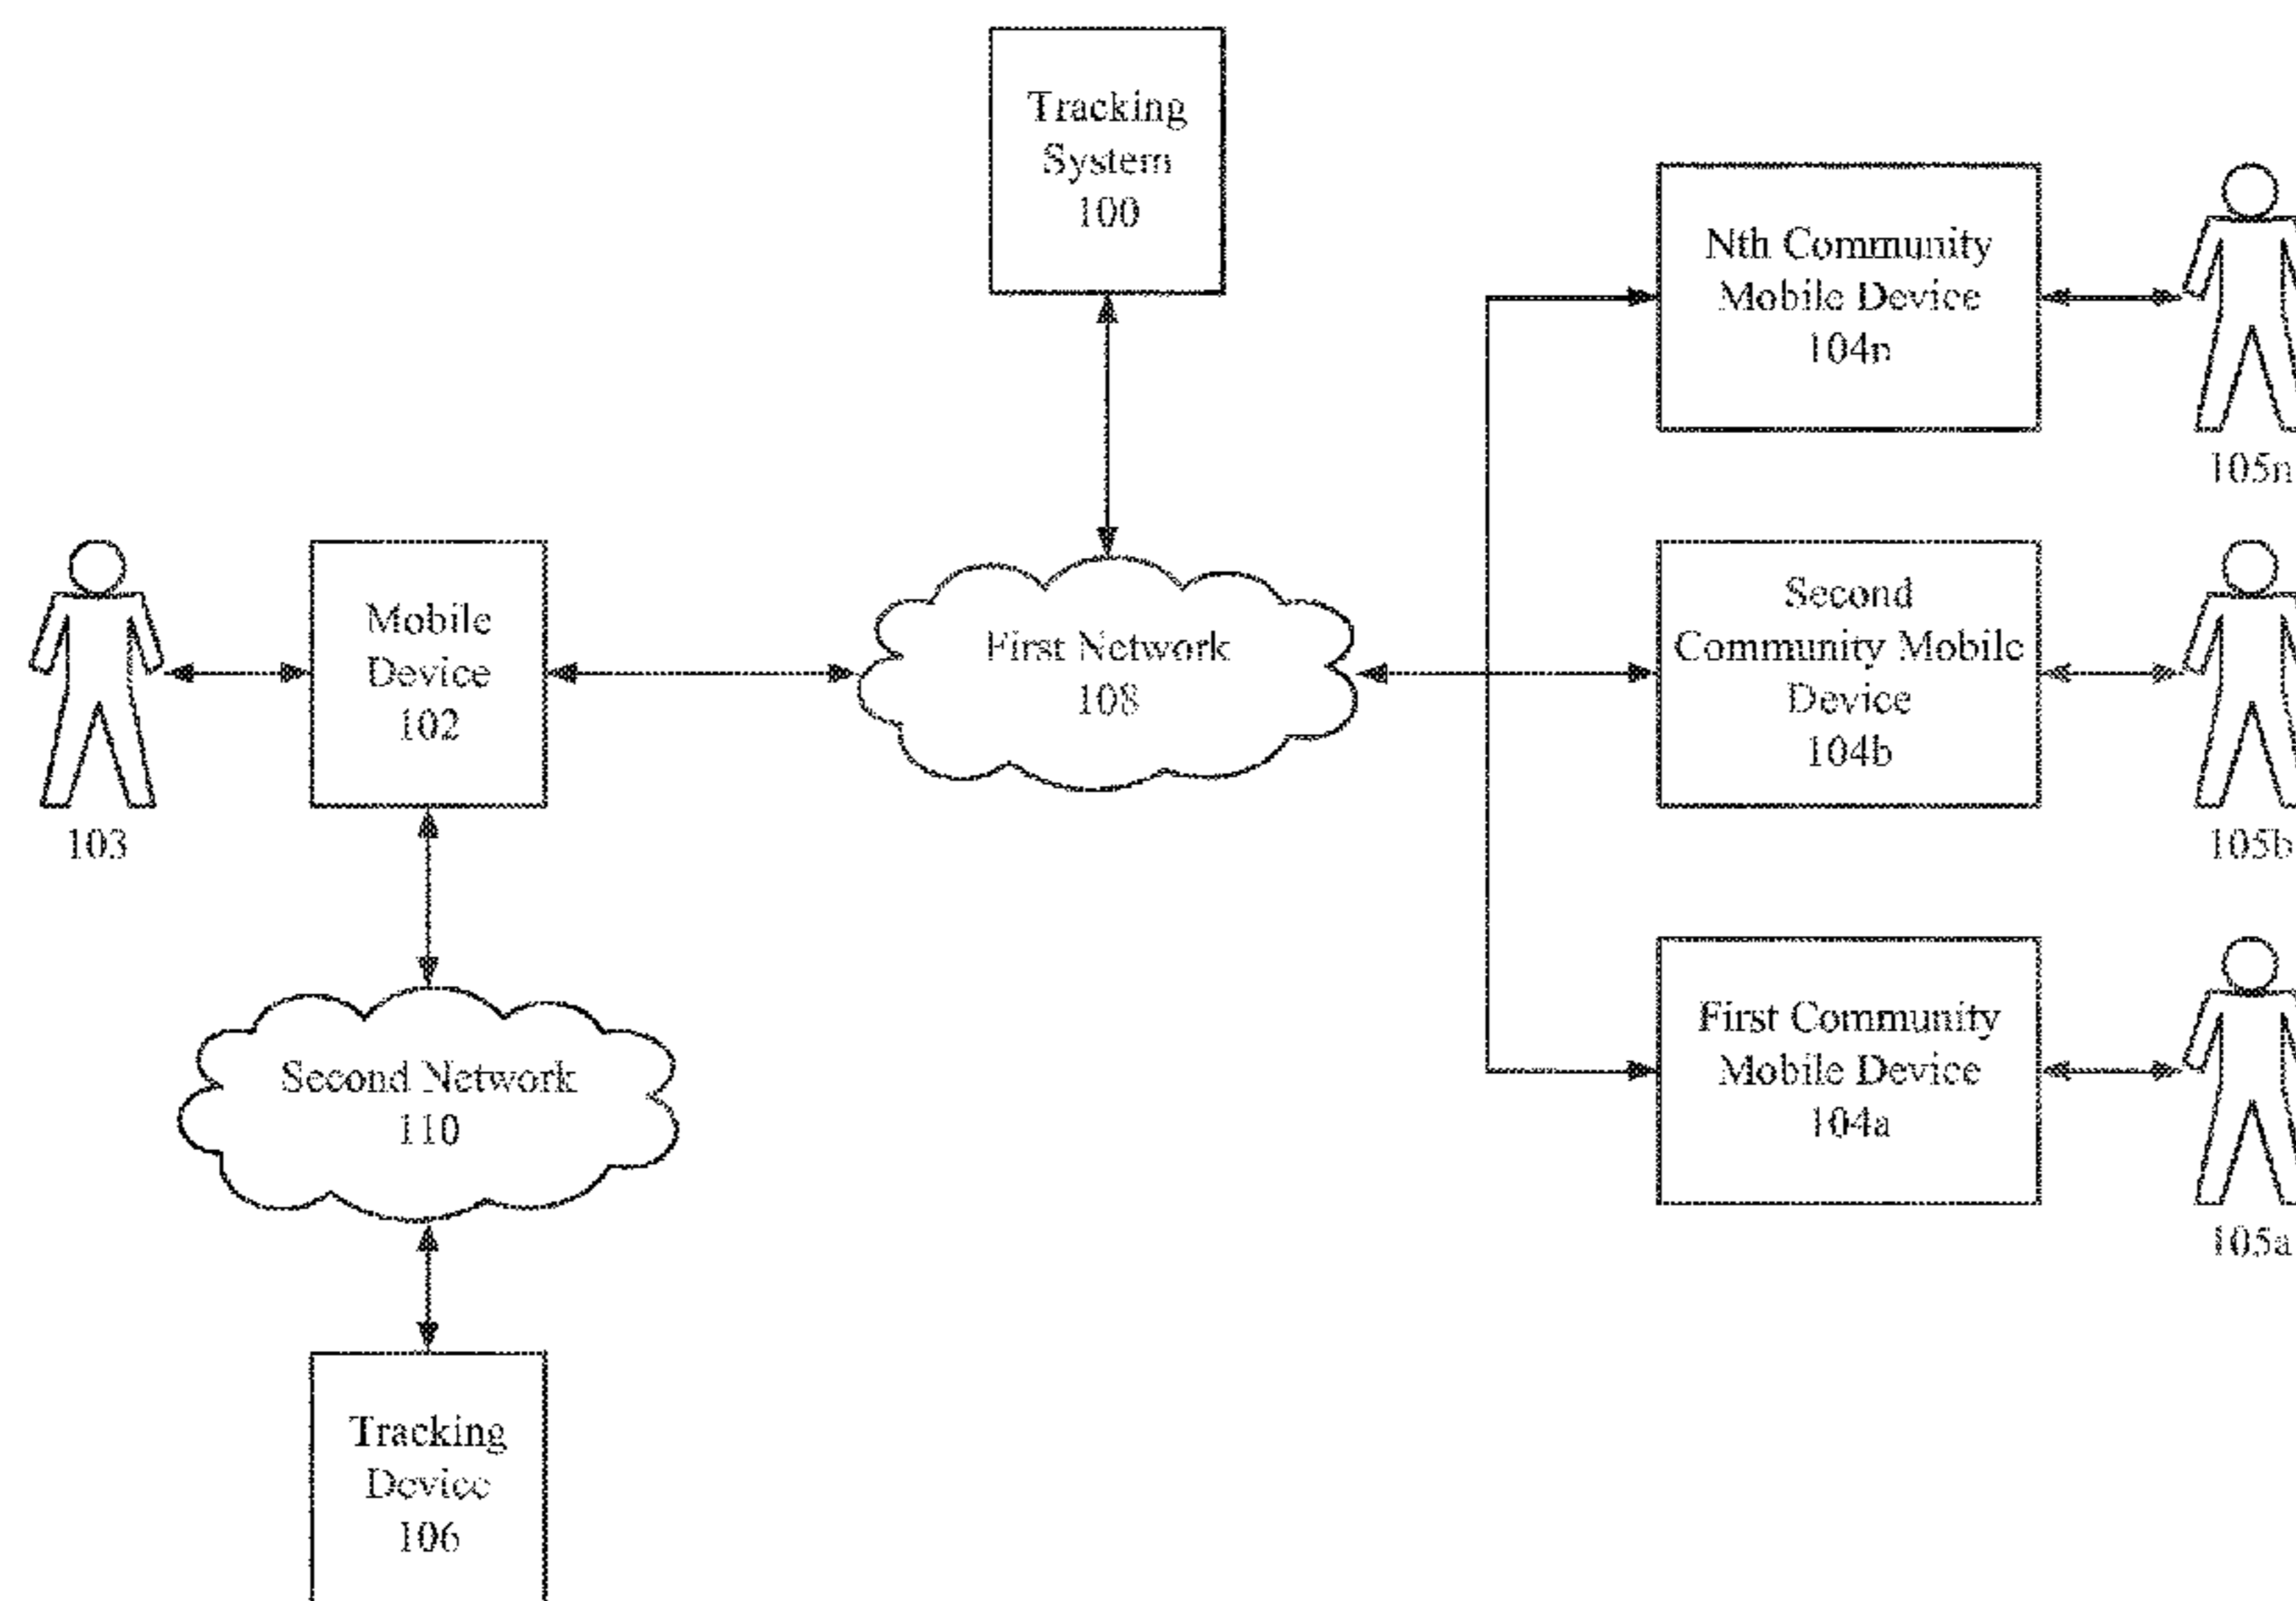 Tracking
System
100
Nth Community
Mobile Device
104n
105n
Mobile
Device
102
103
First Network
108
Second
Community Mobile
Device
104b
105b
Second Network
110
First Community
Mobile Device
104a
105a
Tracking
Device
106